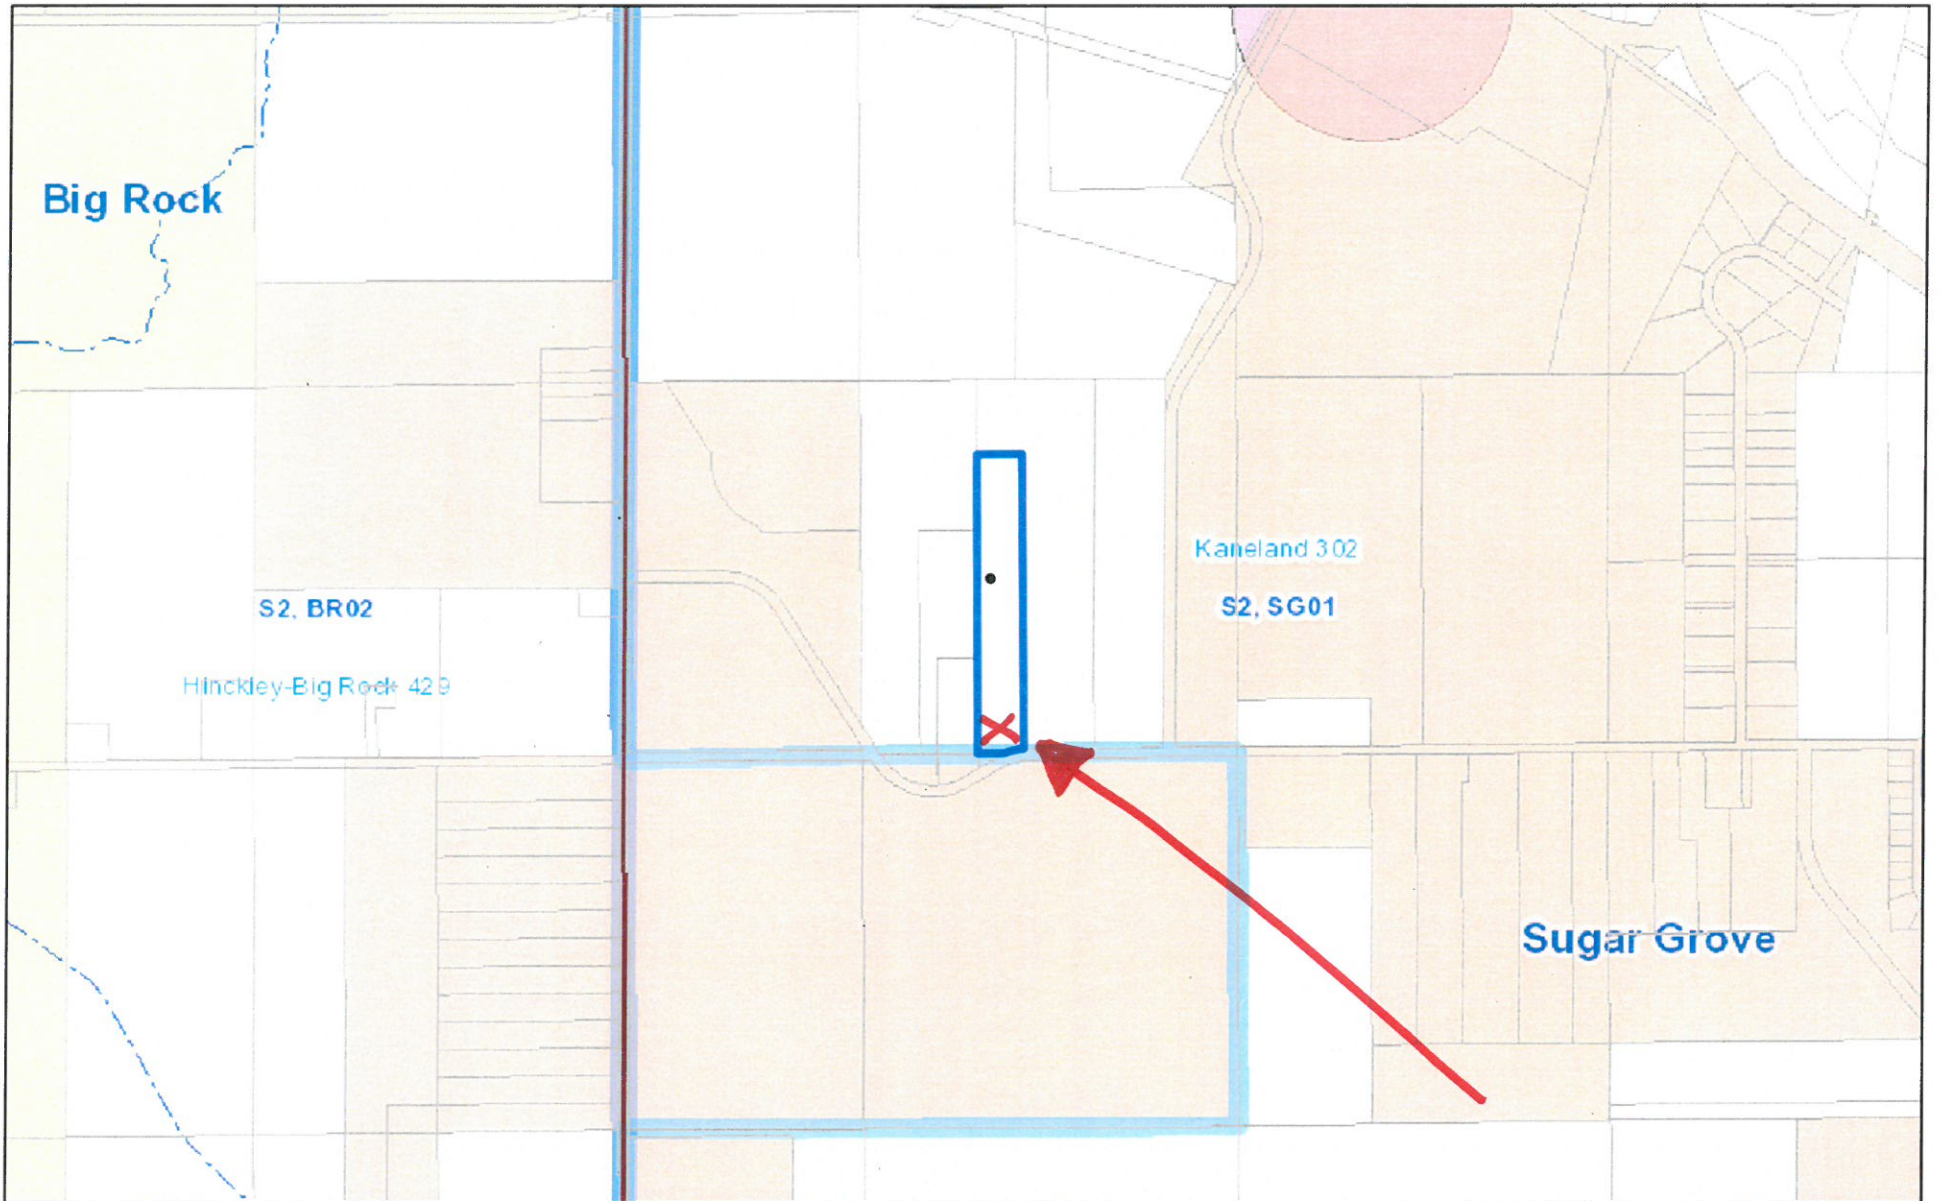 Big Rock
Kaneland 302
S2, BR02
S2, SG01
Hinckley-Big Rock 429
Sugar Grove